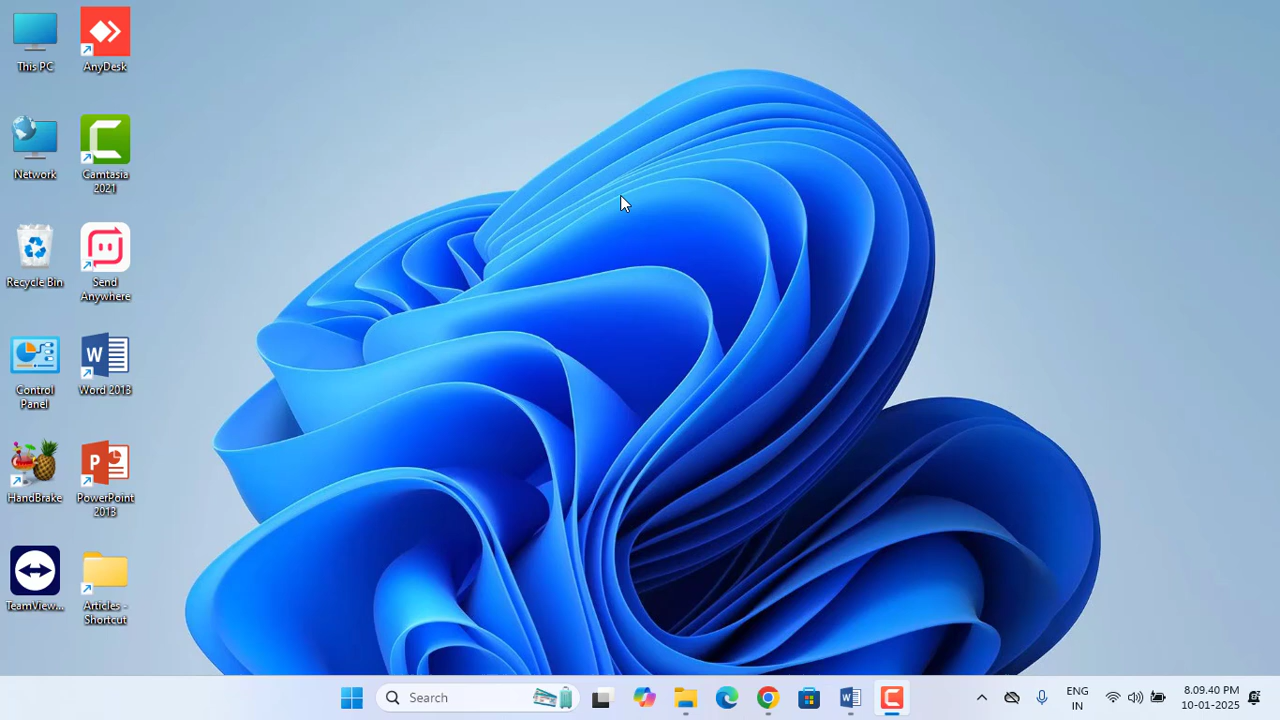 This PC
AnyDesk
Network
Camtasia
2021
Recycle Bin
Send
Anywhere
Control
Panel
Word 2013
HandBrake
PowerPoint
2013
TeamView...
Articles -
Shortcut
Search
ENG
IN
8.09.40 PM
10-01-2025